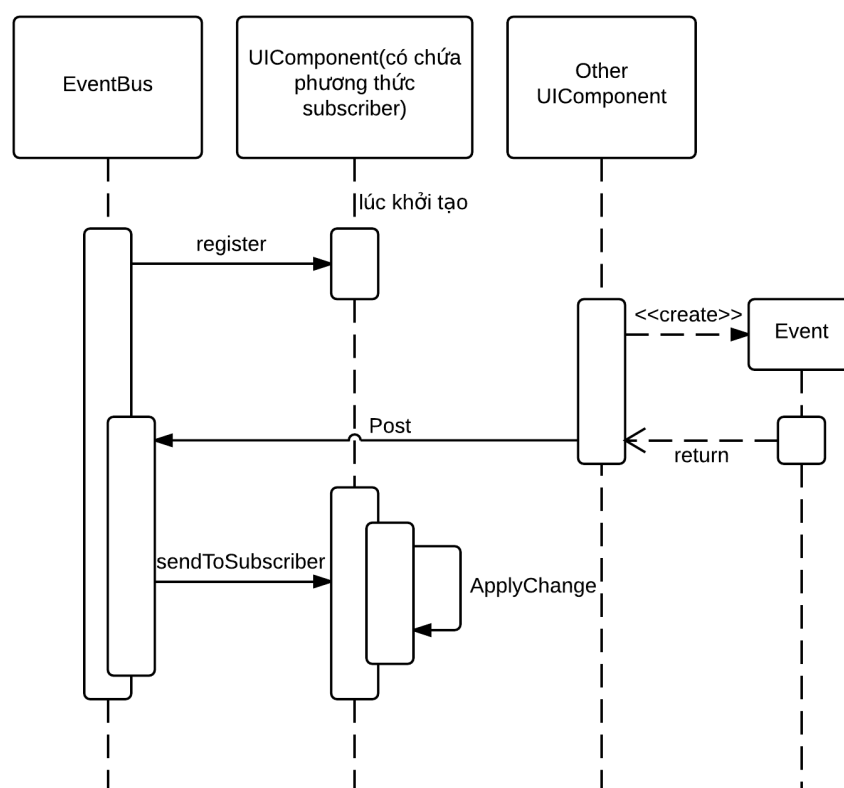 EventBus
UIComponent(có chứa
phương thức
subscriber)
Other
UIComponent
lúc khởi tạo
register
<<create>>
Event
Post
return
sendToSubscriber
ApplyChange